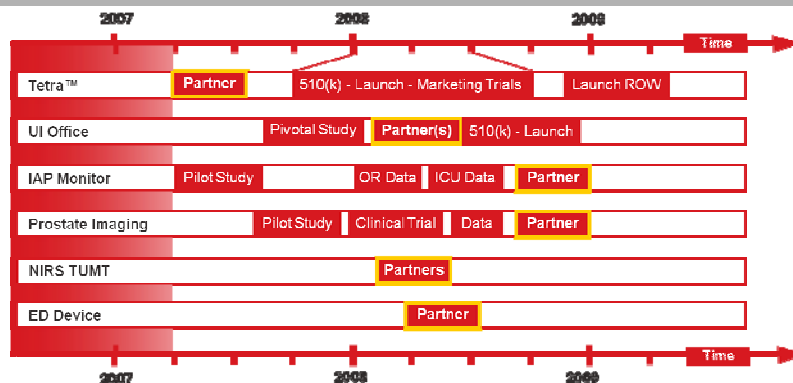 2007 2008 2009
Time
Tetra™ Partner 510(k) - Launch - Marketing Trials Launch ROW
UI Office Pivotal Study Partner(s) 510(k) - Launch
IAP Monitor Pilot Study OR Data ICU Data Partner
Prostate Imaging Pilot Study Clinical Trial Data Partner
NIRS TUMT Partners
ED Device Partner
Time
2007 2008 2009